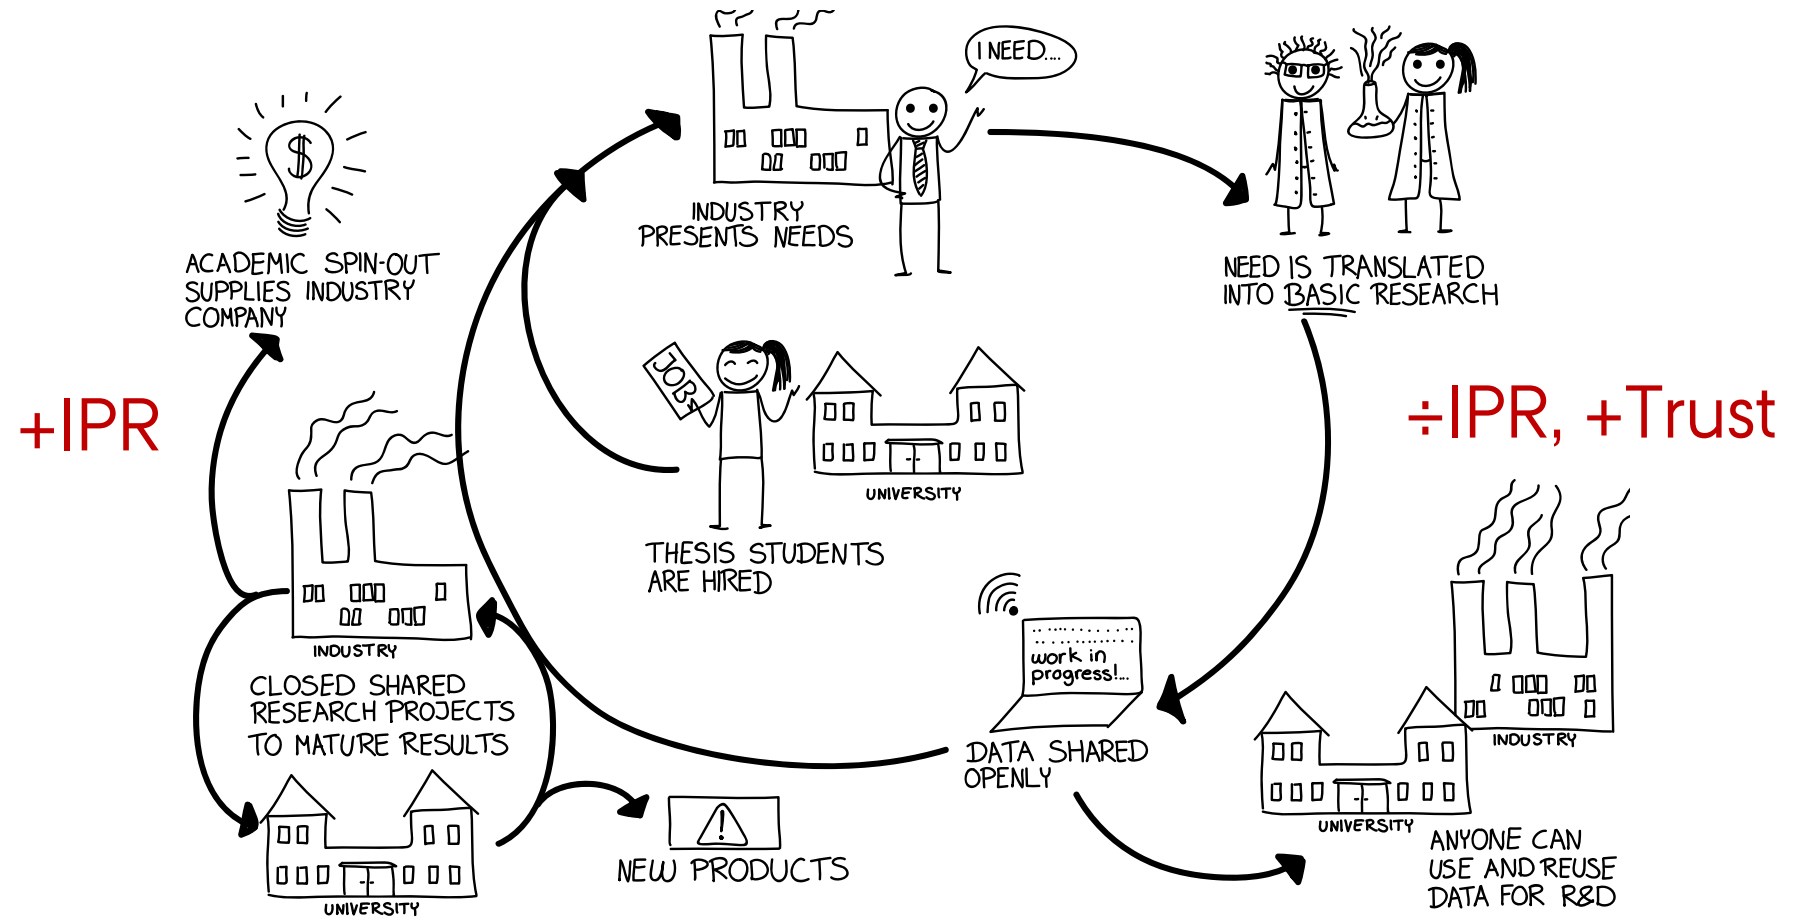 I NEED....
INDUSTRY
PRESENTS NEEDS
NEED IS TRANSLATED
INTO BASIC RESEARCH
$
ACADEMIC SPIN-OUT
SUPPLIES INDUSTRY
COMPANY
+IPR
÷IPR, +Trust
JOB
UNIVERSITY
THESIS STUDENTS
ARE HIRED
INDUSTRY
CLOSED SHARED
RESEARCH PROJECTS
TO MATURE RESULTS
UNIVERSITY
!
NEW PRODUCTS
work in
progress!...
DATA SHARED
OPENLY
INDUSTRY
UNIVERSITY
ANYONE CAN
USE AND REUSE
DATA FOR R&D